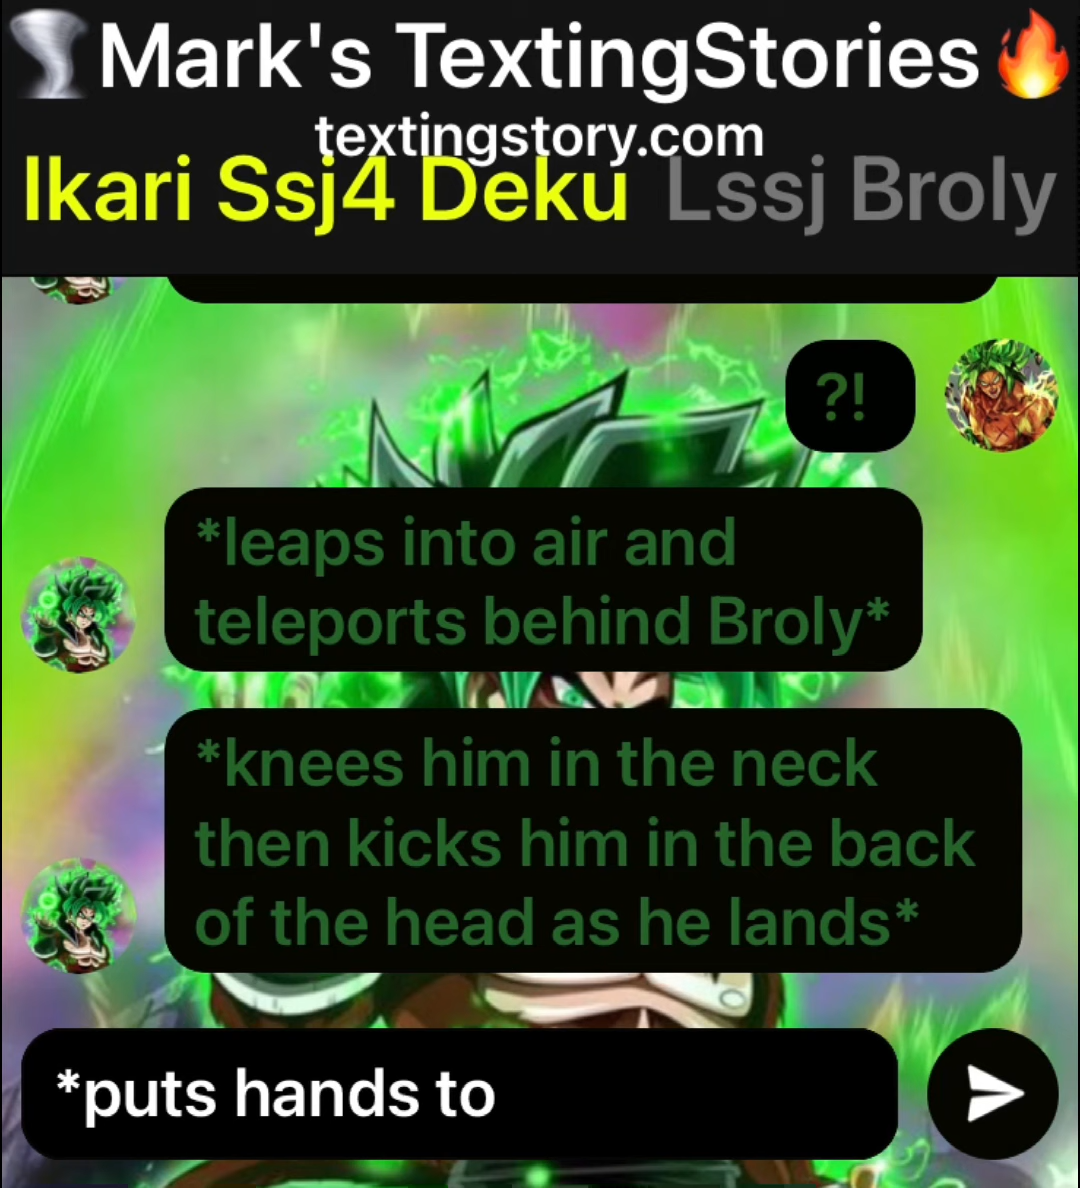 🌪️Mark's TextingStories🔥
textingstory.com
Ikari Ssj4 Deku Lssj Broly
?!
*leaps into air and
teleports behind Broly*
*knees him in the neck
then kicks him in the back
of the head as he lands*
*puts hands to